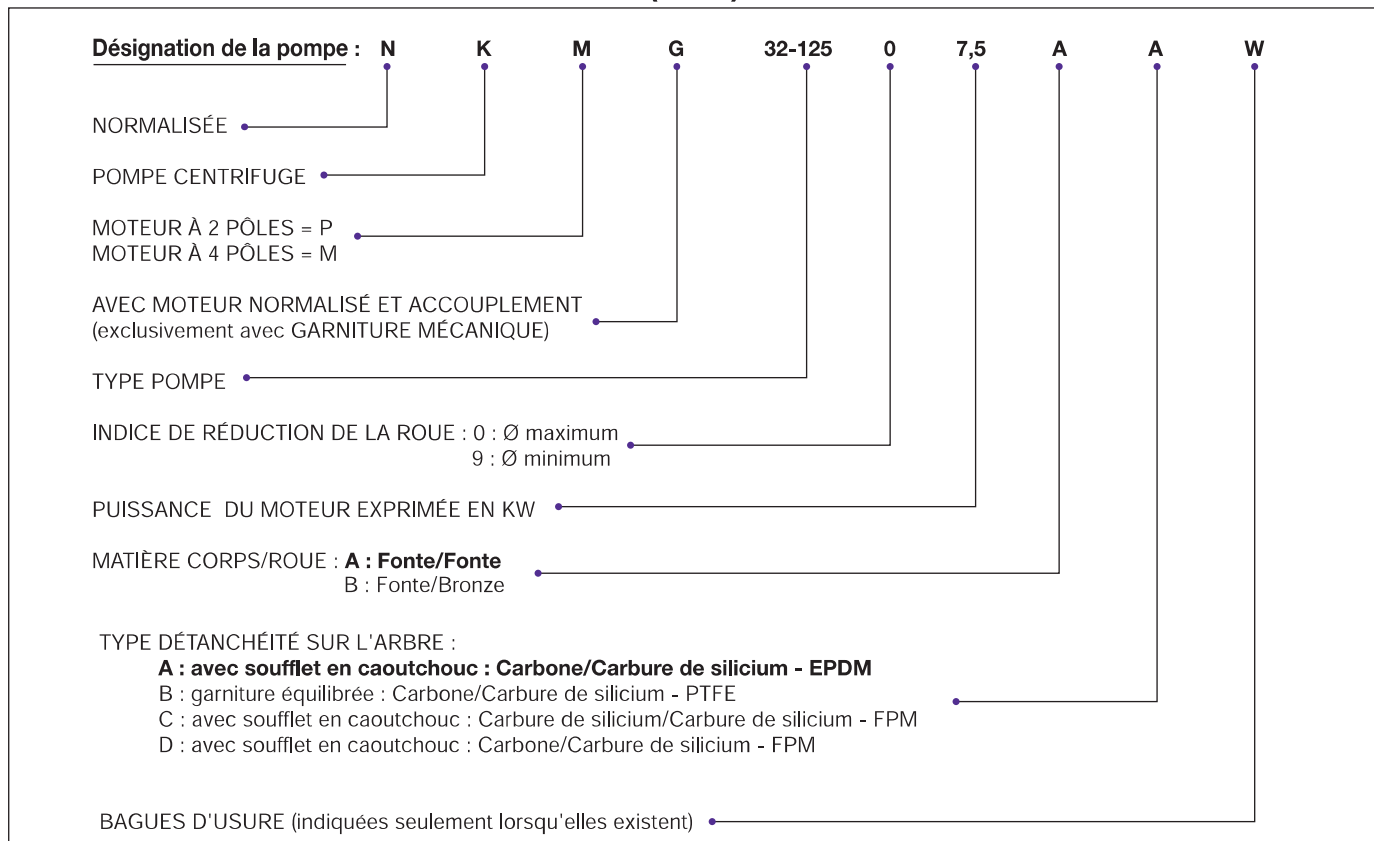 Désignation de la pompe : N K M G 32-125 0 7,5 A A W
NORMALISÉE
POMPE CENTRIFUGE
MOTEUR À 2 PÔLES = P
MOTEUR À 4 PÔLES = M
AVEC MOTEUR NORMALISÉ ET ACCOUPLEMENT
(exclusivement avec GARNITURE MÉCANIQUE)
TYPE POMPE
INDICE DE RÉDUCTION DE LA ROUE : 0 : Ø maximum
9 : Ø minimum
PUISSANCE DU MOTEUR EXPRIMÉE EN KW
MATIÈRE CORPS/ROUE : A : Fonte/Fonte
B : Fonte/Bronze
TYPE DÉTANCHÉITÉ SUR L'ARBRE :
A : avec soufflet en caoutchouc : Carbone/Carbure de silicium - EPDM
B : garniture équilibrée : Carbone/Carbure de silicium - PTFE
C : avec soufflet en caoutchouc : Carbure de silicium/Carbure de silicium - FPM
D : avec soufflet en caoutchouc : Carbone/Carbure de silicium - FPM
BAGUES D'USURE (indiquées seulement lorsqu'elles existent)